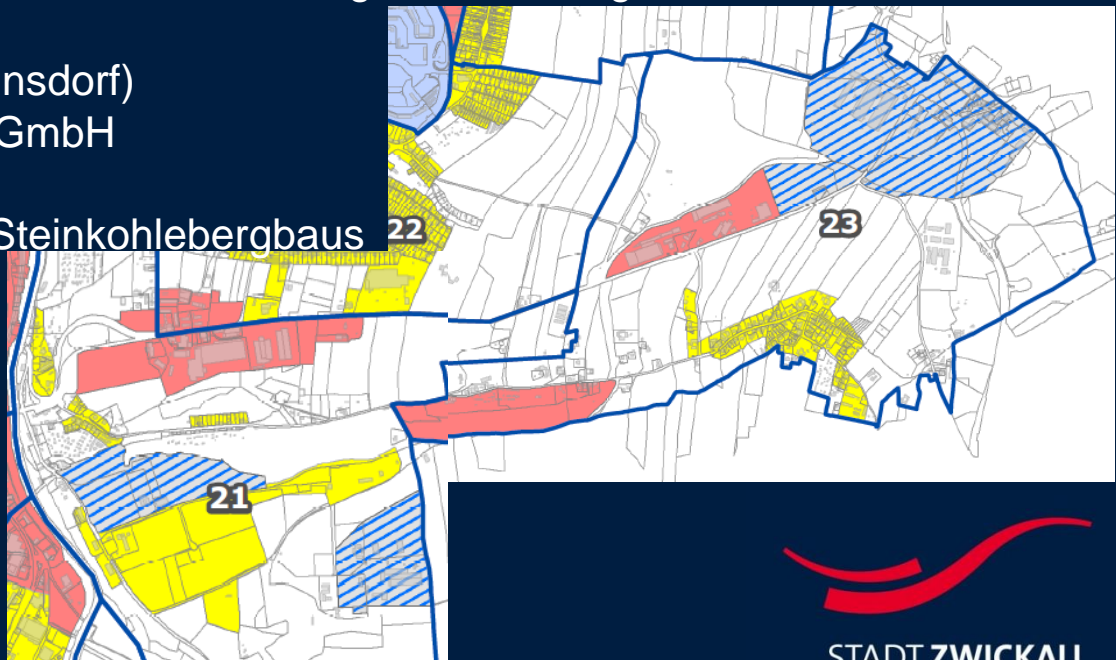 nsdorf)
GmbH
Steinkohlebergbaus
22
23
21
STADT ZWICKAU